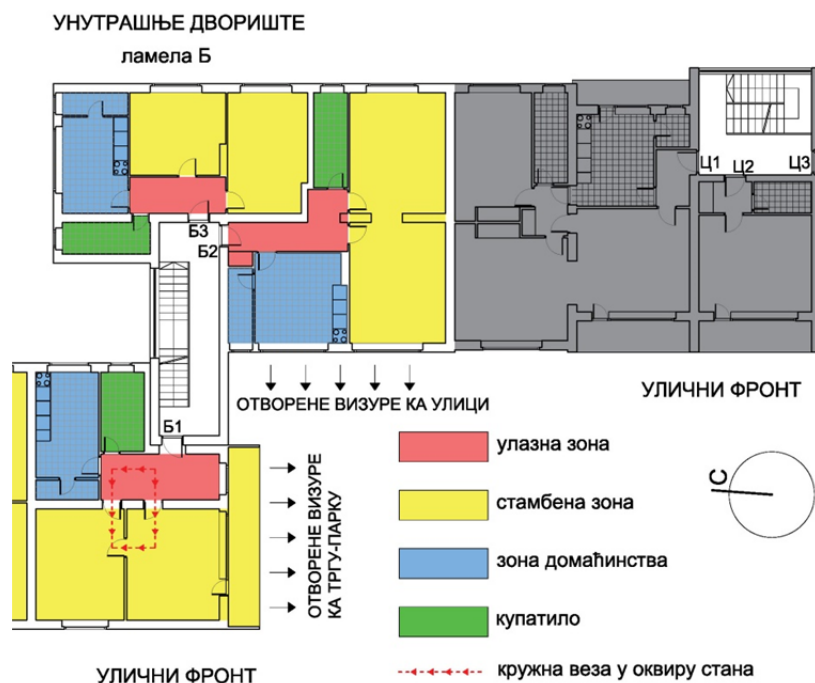 УНУТРАШЊЕ ДВОРИШТЕ
ламела Б
Ц1
Ц2
Ц3
Б3
Б2
УЛИЧНИ ФРОНТ
ОТВОРЕНЕ ВИЗУРЕ КА УЛИЦИ
Б1
улазна зона
С
стамбена зона
ОТВОРЕНЕ ВИЗУРЕ
КА ТРГУ-ПАРКУ
зона домаћинства
купатило
УЛИЧНИ ФРОНТ
кружна веза у оквиру стана